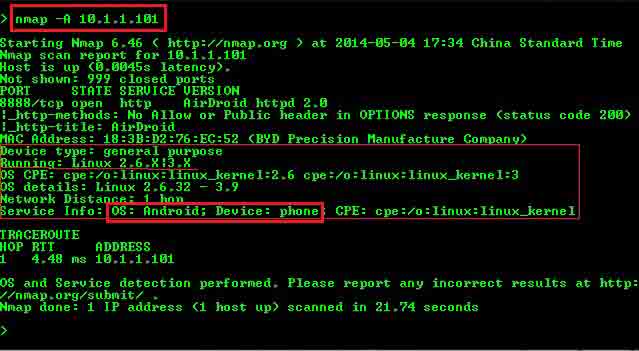 > nmap -A 10.1.1.101
Starting Nmap 6.46 ( http://nmap.org ) at 2014-05-04 17:34 China Standard Time
Nmap scan report for 10.1.1.101
Host is up (0.0045s latency).
Not shown: 999 closed ports
PORT     STATE SERVICE VERSION
8888/tcp open  http    AirDroid httpd 2.0
|_http-methods: No Allow or Public header in OPTIONS response (status code 200)
|_http-title: AirDroid
MAC Address: 18:3B:D2:76:EC:52 (BYD Precision Manufacture Company)
Device type: general purpose
Running: Linux 2.6.X|3.X
OS CPE: cpe:/o:linux:linux_kernel:2.6 cpe:/o:linux:linux_kernel:3
OS details: Linux 2.6.32 - 3.9
Network Distance: 1 hop
Service Info: OS: Android; Device: phone; CPE: cpe:/o:linux:linux_kernel
TRACEROUTE
HOP RTT     ADDRESS
1   4.48 ms 10.1.1.101
OS and Service detection performed. Please report any incorrect results at http:
//nmap.org/submit/ .
Nmap done: 1 IP address (1 host up) scanned in 21.74 seconds
>